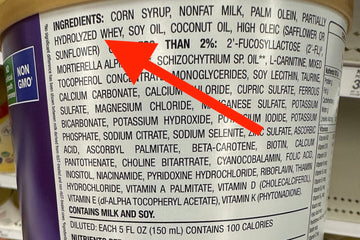 INGREDIENTS: CORN SYRUP, NONFAT MILK, PALM OLEIN, PARTIALLY
HYDROLYZED WHEY, SOY OIL, COCONUT OIL, HIGH OLEIC (SAFFLOWER OR
SUNFLOWER) THAN 2%: 2'-FUCOSYLLACTOSE (2'-FL)*,
MORTIERELLA ALP SCHIZOCHYTRIUM SP. OIL**, L-CARNITINE, MIXED
TOCOPHEROL CONCENTRATE, MONOGLYCERIDES, SOY LECITHIN, TAURINE,
CALCIUM CARBONATE, CALCIUM CHLORIDE, CUPRIC SULFATE, FERROUS
SULFATE, MAGNESIUM CHLORIDE, MANGANESE SULFATE, POTASSIUM
BICARBONATE, POTASSIUM HYDROXIDE, POTASSIUM IODIDE,
PHOSPHATE, SODIUM CITRATE, SODIUM SELENITE, ZINC SULFATE, ASCORBIC
ACID, ASCORBYL PALMITATE, BETA-CAROTENE, BIOTIN, CALCIUM
PANTOTHENATE, CHOLINE BITARTRATE, CYANOCOBALAMIN, FOLIC ACID,
INOSITOL, NIACINAMIDE, PYRIDOXINE HYDROCHLORIDE, RIBOFLAVIN, THIAMIN
HYDROCHLORIDE, VITAMIN A PALMITATE, VITAMIN D (CHOLECALCIFEROL),
VITAMIN E (dl-ALPHA TOCOPHERYL ACETATE), VITAMIN K (PHYTONADIONE).
CONTAINS MILK AND SOY.
DILUTED: EACH 5 FL OZ (150 mL) CONTAINS 100 CALORIES
NON
GMO